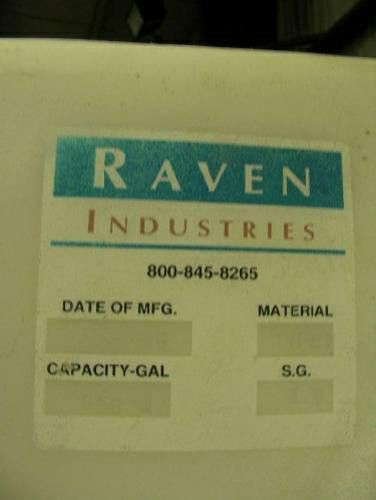 RAVEN
INDUSTRIES
800-845-8265
DATE OF MFG.
MATERIAL
CAPACITY-GAL
S.G.